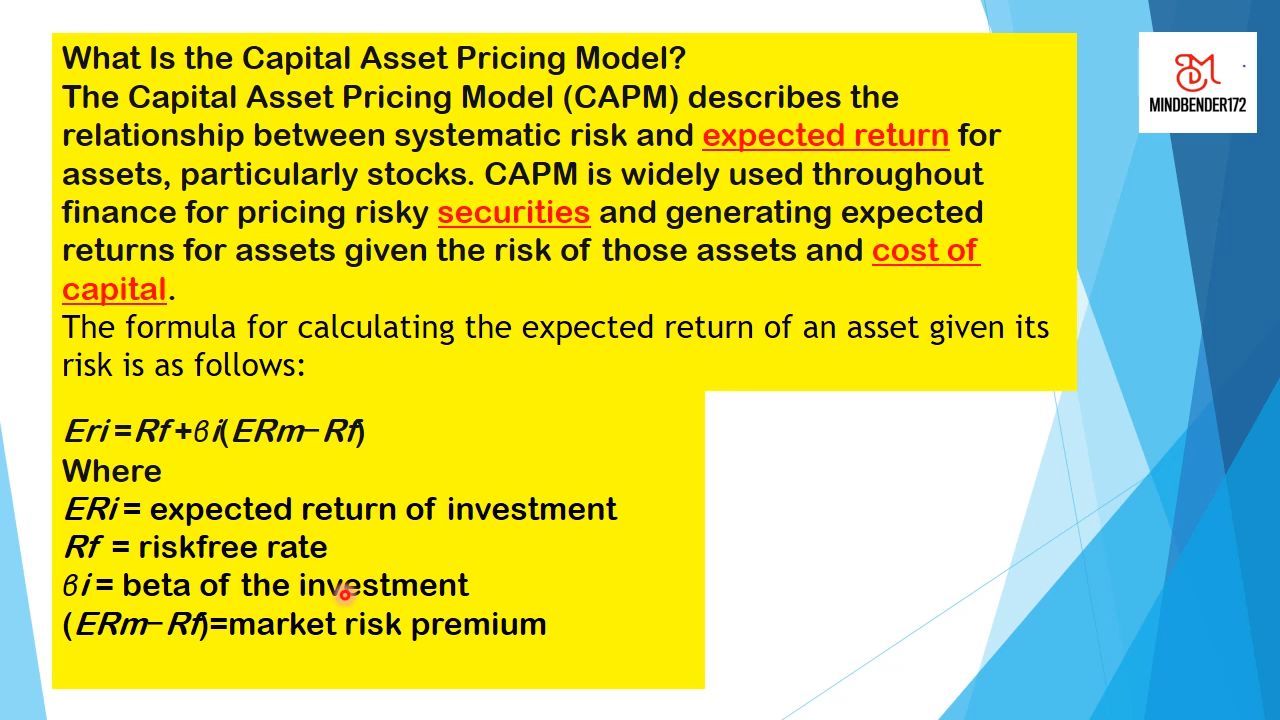 What Is the Capital Asset Pricing Model?
The Capital Asset Pricing Model (CAPM) describes the
relationship between systematic risk and expected return for
assets, particularly stocks. CAPM is widely used throughout
finance for pricing risky securities and generating expected
returns for assets given the risk of those assets and cost of
capital.
The formula for calculating the expected return of an asset given its
risk is as follows:
Eri = Rf + βi(ERm− Rf)
Where
ERi = expected return of investment
Rf = riskfree rate
βi = beta of the investment
(ERm− Rf)=market risk premium
MINDBENDER172